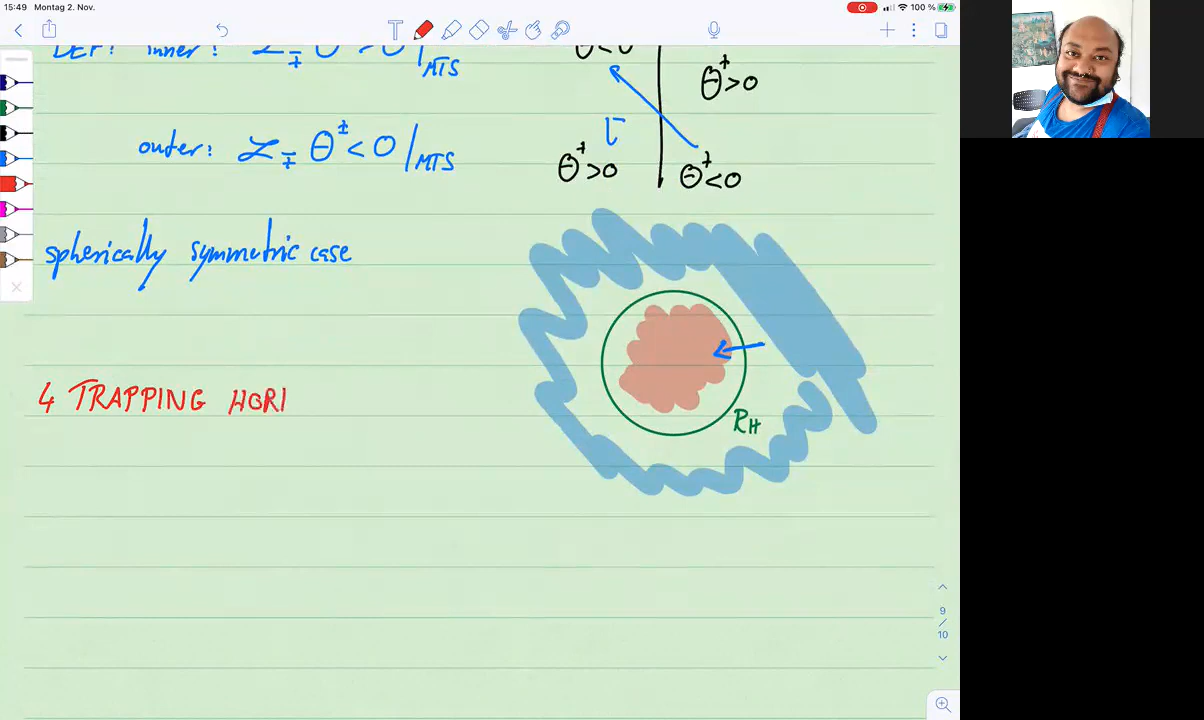 15:49 Montag 2. Nov.
100 %
DEF: inner:
MTS
θ⁺>0
outer: ℒ∓ θ± < 0 |MTS
θ⁺>0
θ⁺<0
spherically symmetric case
4 TRAPPING HORI
RH
9
/
10